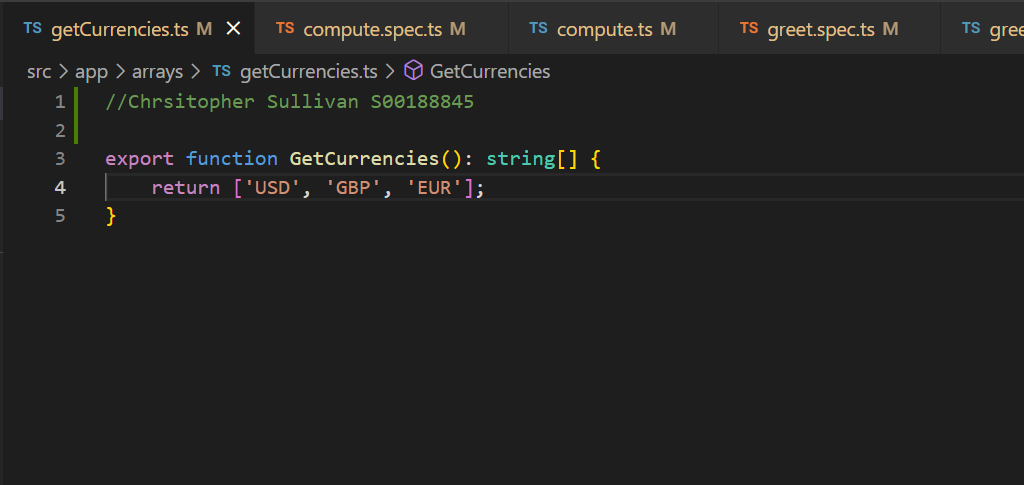 TS getCurrencies.ts M × TS compute.spec.ts M TS compute.ts M TS greet.spec.ts M TS gree
src > app > arrays > TS getCurrencies.ts > GetCurrencies
1 //Chrsitopher Sullivan S00188845
2
3 export function GetCurrencies(): string[] {
4 return ['USD', 'GBP', 'EUR'];
5 }